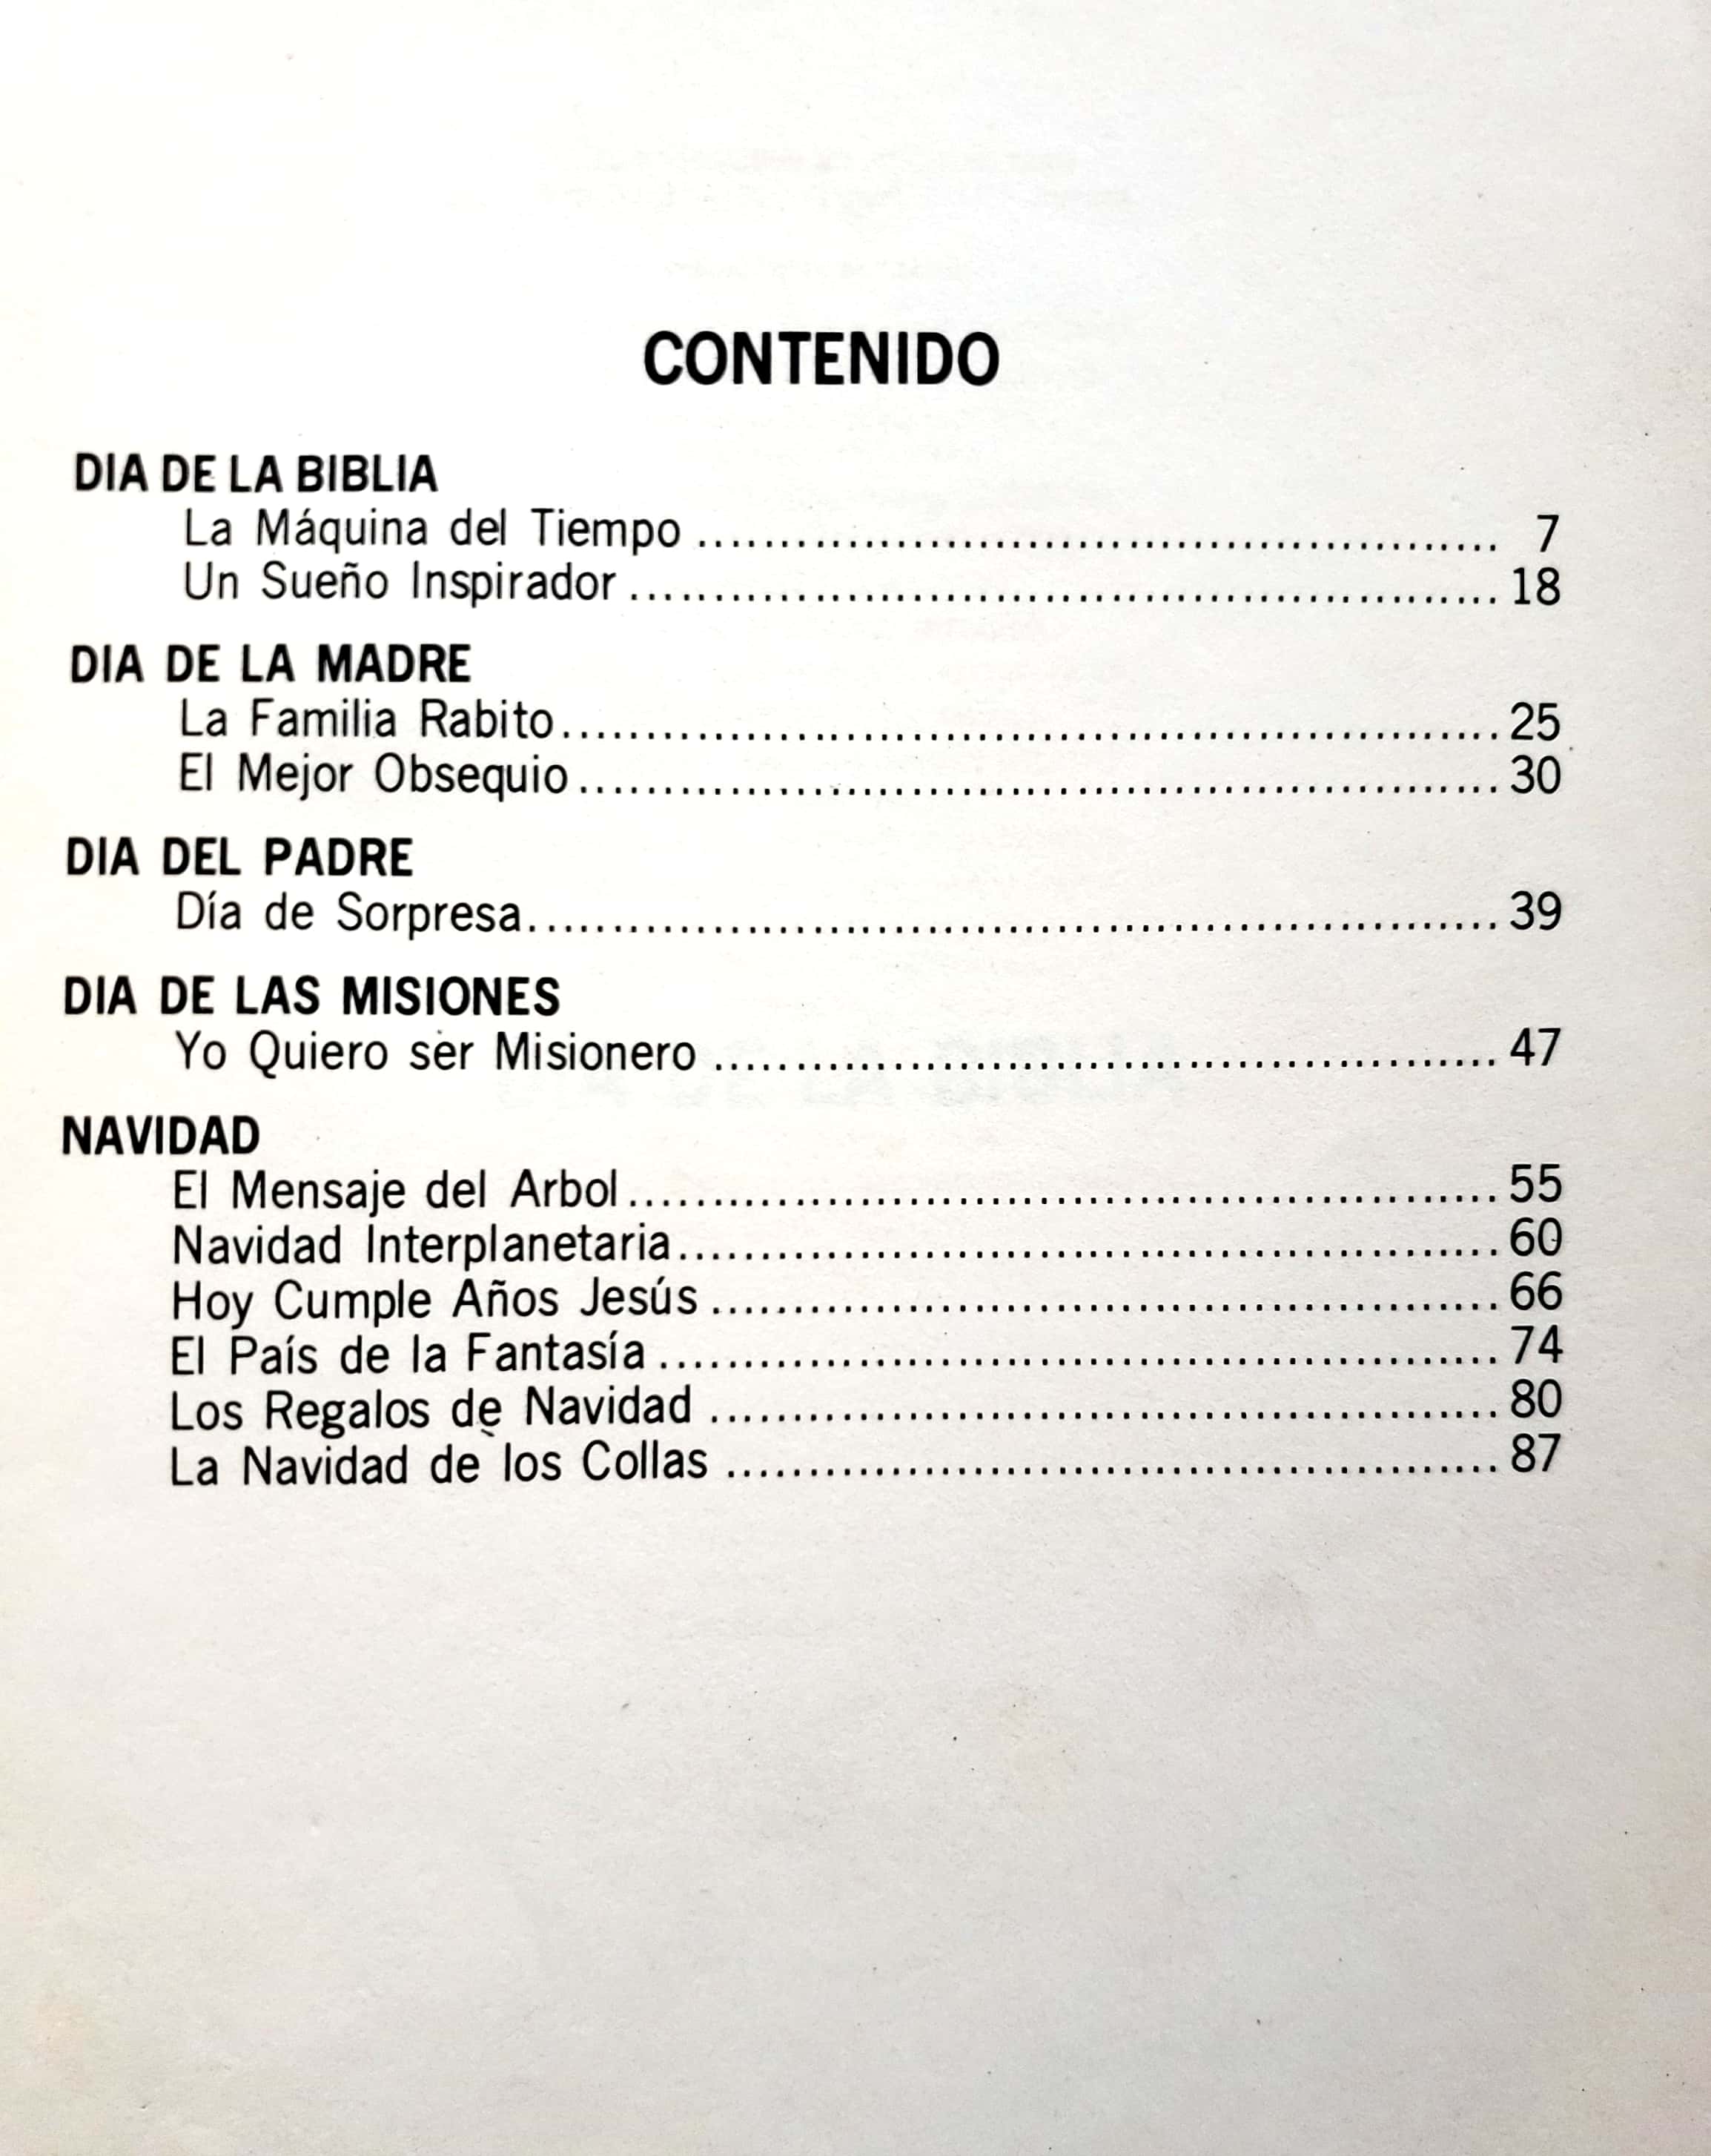 CONTENIDO
DIA DE LA BIBLIA
La Máquina del Tiempo ................................................ 7
Un Sueño Inspirador .................................................... 18
DIA DE LA MADRE
La Familia Rabito ........................................................ 25
El Mejor Obsequio ....................................................... 30
DIA DEL PADRE
Día de Sorpresa .......................................................... 39
DIA DE LAS MISIONES
Yo Quiero ser Misionero ............................................... 47
NAVIDAD
El Mensaje del Arbol .................................................... 55
Navidad Interplanetaria ................................................. 60
Hoy Cumple Años Jesús ............................................... 66
El País de la Fantasía .................................................. 74
Los Regalos de Navidad ............................................... 80
La Navidad de los Collas .............................................. 87